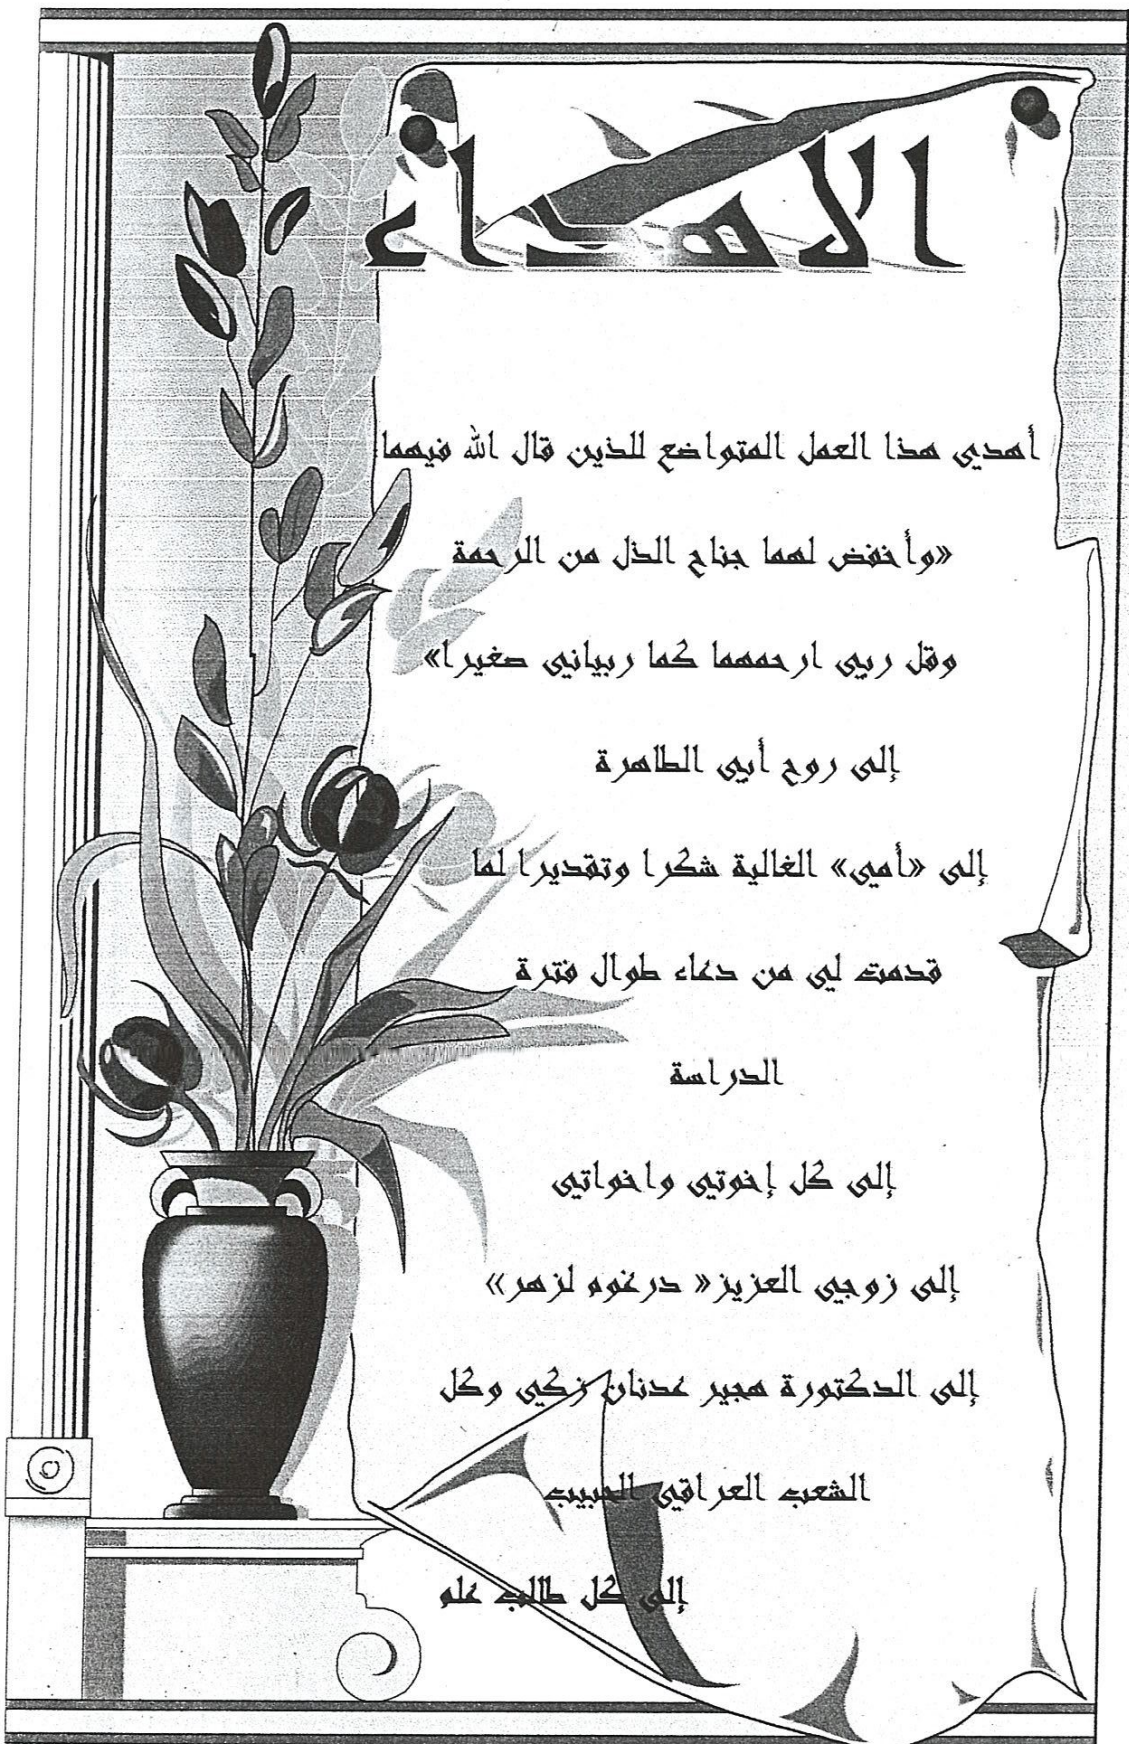 الاهداء
أهدي هذا العمل المتواضع للذين قال الله فيهما
«وأخفض لهما جناح الذل من الرحمة
وقل ربي ارحمهما كما ربياني صغيرا»
إلى روح أبي الطاهرة
إلى «أمي» الغالية شكرا وتقديرا لما
قدمت لي من دعاء طوال فترة
الدراسة
إلى كل إخوتي واخواتي
إلى زوجي العزيز« درغوم لزهر»
إلى الدكتورة هجير عدنان زكي وكل
الشعب العراقي الحبيب
إلى كل طالب علم